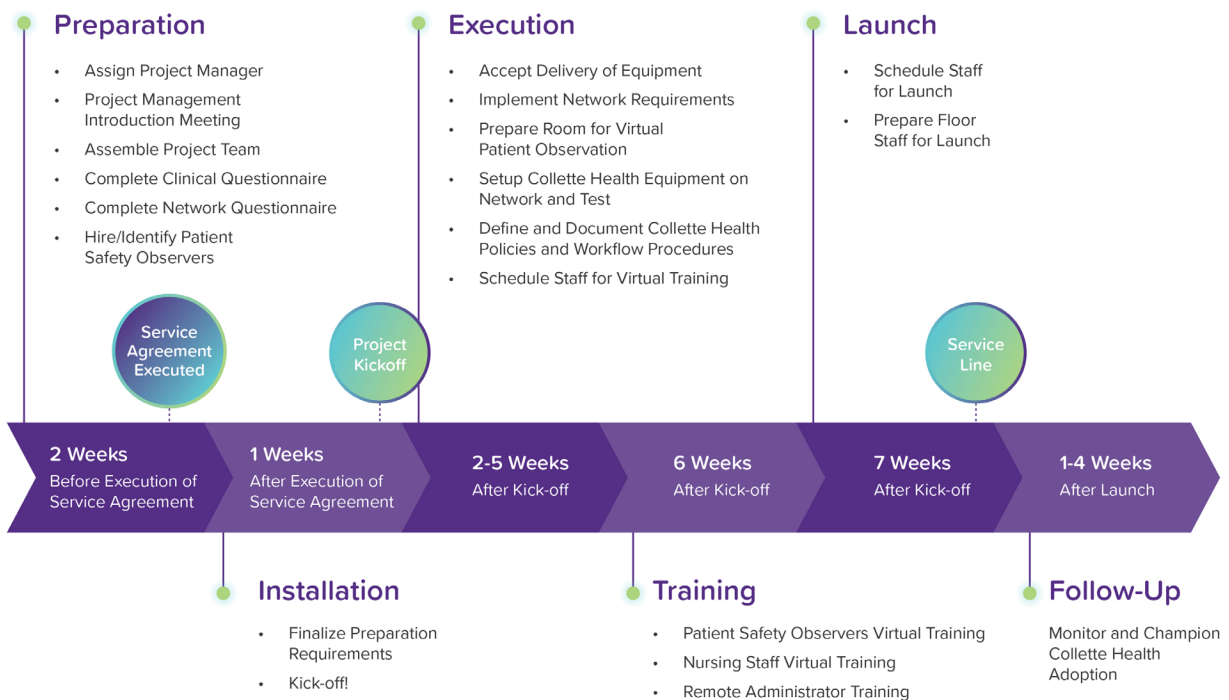 Preparation
• Assign Project Manager
• Project Management
Introduction Meeting
• Assemble Project Team
• Complete Clinical Questionnaire
• Complete Network Questionnaire
• Hire/Identify Patient
Safety Observers
Execution
• Accept Delivery of Equipment
• Implement Network Requirements
• Prepare Room for Virtual
Patient Observation
• Setup Collette Health Equipment on
Network and Test
• Define and Document Collette Health
Policies and Workflow Procedures
• Schedule Staff for Virtual Training
Launch
• Schedule Staff
for Launch
• Prepare Floor
Staff for Launch
Service
Agreement
Executed
Project
Kickoff
Service
Line
2 Weeks
Before Execution of
Service Agreement
1 Weeks
After Execution of
Service Agreement
2-5 Weeks
After Kick-off
6 Weeks
After Kick-off
7 Weeks
After Kick-off
1-4 Weeks
After Launch
Installation
• Finalize Preparation
Requirements
• Kick-off!
Training
• Patient Safety Observers Virtual Training
• Nursing Staff Virtual Training
• Remote Administrator Training
Follow-Up
Monitor and Champion
Collette Health
Adoption